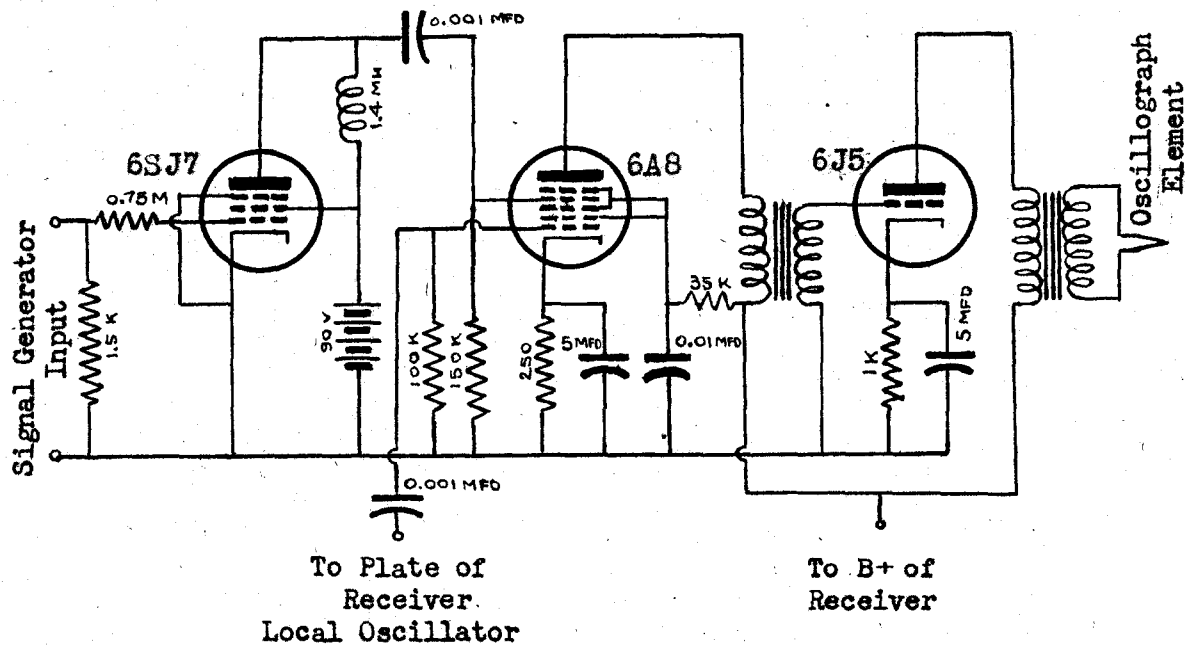 0.001 MFD
1.4 MH
6SJ7
6A8
6J5
0.75 M
Oscillograph
Element
Signal Generator
Input
1.5 K
90 V
100 K
150 K
250
5 MFD
35 K
0.01 MFD
1 K
5 MFD
0.001 MFD
To Plate of
Receiver
Local Oscillator
To B+ of
Receiver